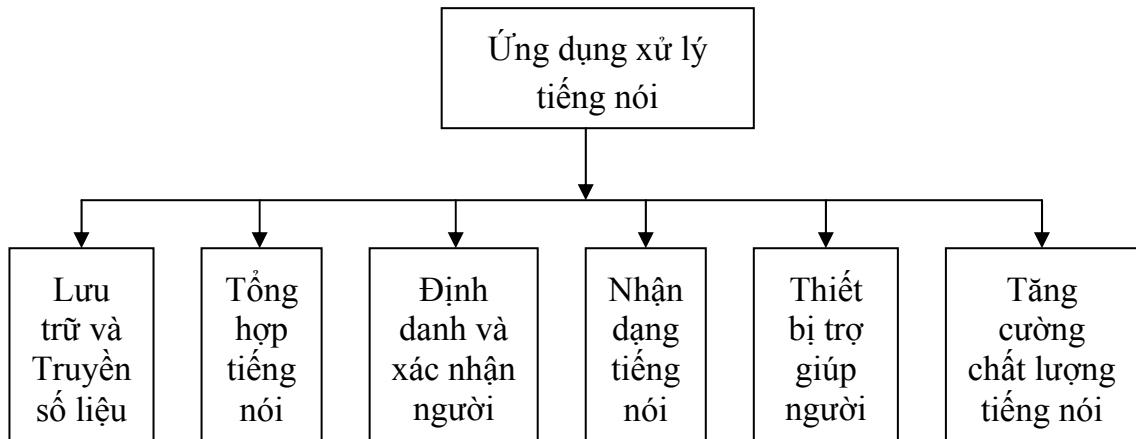 Ứng dụng xử lý
tiếng nói
Lưu
trữ và
Truyền
số liệu
Tổng
hợp
tiếng
nói
Định
danh và
xác nhận
người
Nhận
dạng
tiếng
nói
Thiết
bị trợ
giúp
người
Tăng
cường
chất lượng
tiếng nói